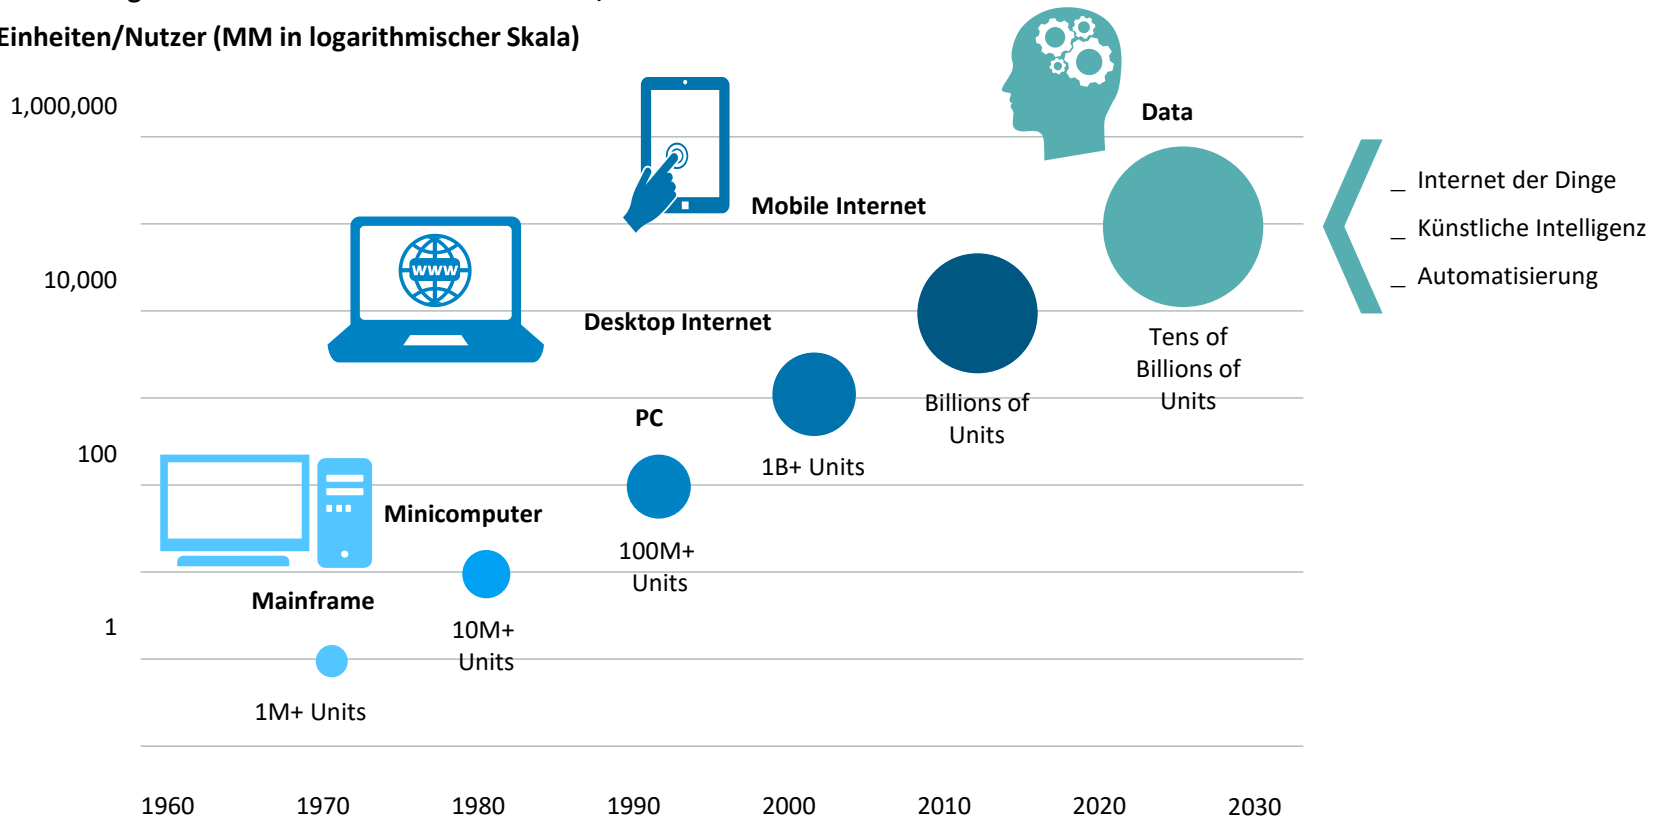 Einheiten/Nutzer (MM in logarithmischer Skala)
1,000,000
10,000
100
1
Data
Mobile Internet
Desktop Internet
PC
Minicomputer
Mainframe
www
_ Internet der Dinge
_ Künstliche Intelligenz
_ Automatisierung
Tens of
Billions of
Units
Billions of
Units
1B+ Units
100M+
Units
10M+
Units
1M+ Units
1960 1970 1980 1990 2000 2010 2020 2030